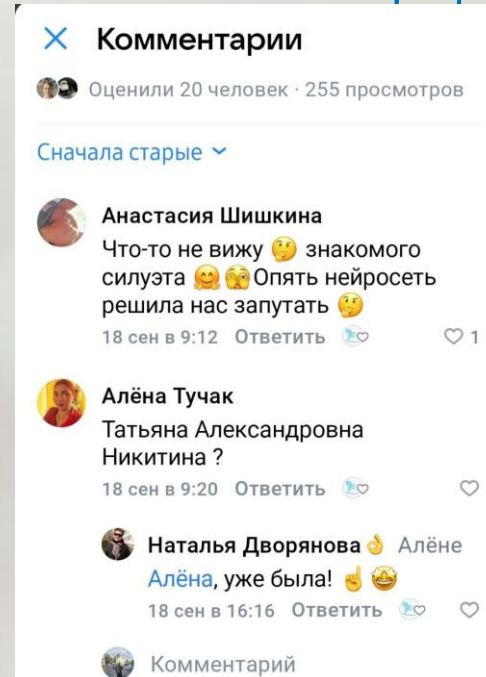 Комментарии
Оценили 20 человек · 255 просмотров
Сначала старые
Анастасия Шишкина
Что-то не вижу 🤔 знакомого
силуэта 🤗 🫣 Опять нейросеть
решила нас запутать 🤔
18 сен в 9:12 Ответить 1
Алёна Тучак
Татьяна Александровна
Никитина ?
18 сен в 9:20 Ответить
Наталья Дворянова 👌 Алёне
Алёна, уже была! ☝ 🤩
18 сен в 16:16 Ответить
Комментарий